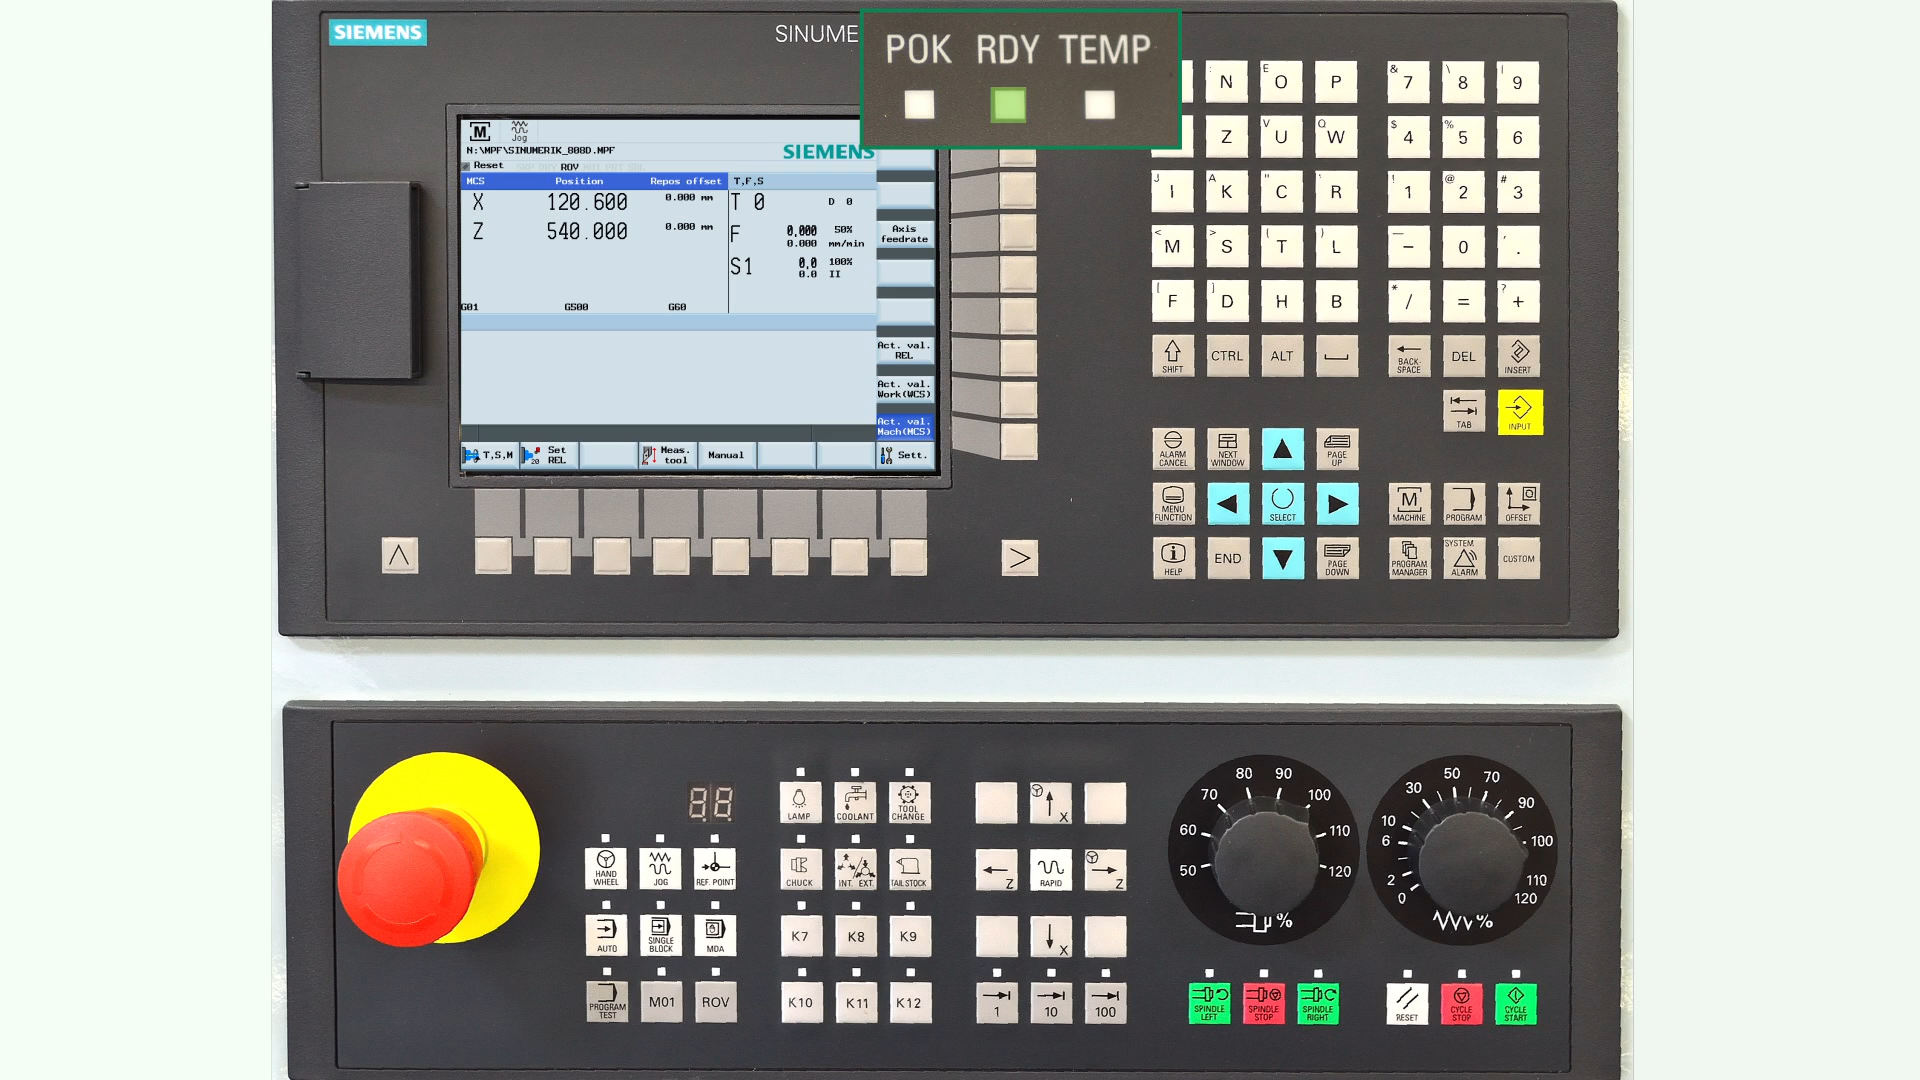 SIEMENS
SINUME
POK RDY TEMP
M
Jog
N:\MPF\SINUMERIK_808D.MPF
SIEMENS
Reset
ROV
MCS Position Repos offset T,F,S
X 120.600 0.000 mm T 0 D 0
Z 540.000 0.000 mm F 0,000 50%
0.000 mm/min
S1 0,0 100%
0.0 II
G01 G500 G60
Axis
feedrate
Act. val.
REL
Act. val.
Work(WCS)
Act. val.
Mach(MCS)
T,S,M
Set
REL
Meas.
tool
Manual
Sett.
: N E O P & 7 \ 8 | 9
Z V U Q W $ 4 % 5 6
J I A K " C ' R ! 1 @ 2 # 3
< M > S ( T ) L _ - 0 , .
[ F ] D H B * / = ? +
SHIFT CTRL ALT BACK-
SPACE DEL INSERT
TAB INPUT
ALARM
CANCEL NEXT
WINDOW PAGE
UP
MENU
FUNCTION SELECT M
MACHINE PROGRAM OFFSET
HELP END PAGE
DOWN PROGRAM
MANAGER SYSTEM
ALARM CUSTOM
8.8.
LAMP COOLANT TOOL
CHANGE
HAND
WHEEL JOG REF. POINT
CHUCK INT. EXT. TAILSTOCK
AUTO SINGLE
BLOCK MDA
K7 K8 K9
PROGRAM
TEST M01 ROV
K10 K11 K12
X
Z RAPID Z
X
1 10 100
50 60 70 80 90 100 110 120
%
0 2 6 10 30 50 70 90 100 110 120
%
SPINDLE
LEFT SPINDLE
STOP SPINDLE
RIGHT
RESET CYCLE
STOP CYCLE
START